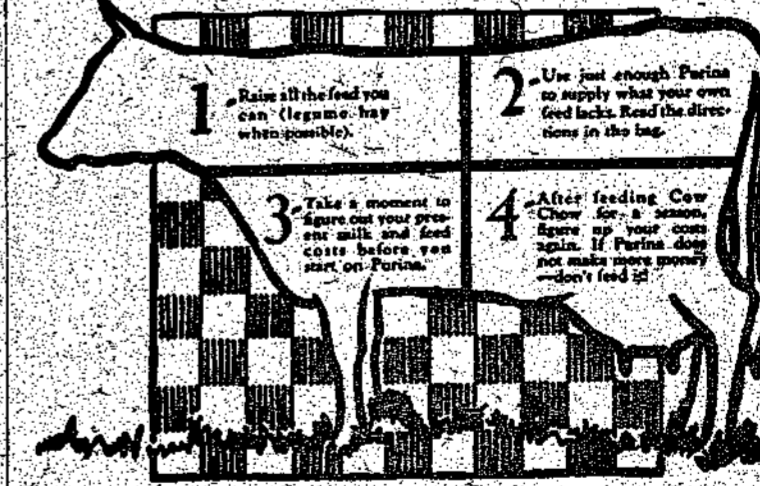 1-Raise all the feed you
can (legume hay
when possible).
2-Use just enough Purina
to supply what your own
feed lacks. Read the direc-
tions in the bag.
3-Take a moment to
figure out your pres-
ent milk and feed
costs before you
start on Purina.
4-After feeding Cow
Chow for a season,
figure up your costs
again. If Purina does
not make more money
—don't feed it!